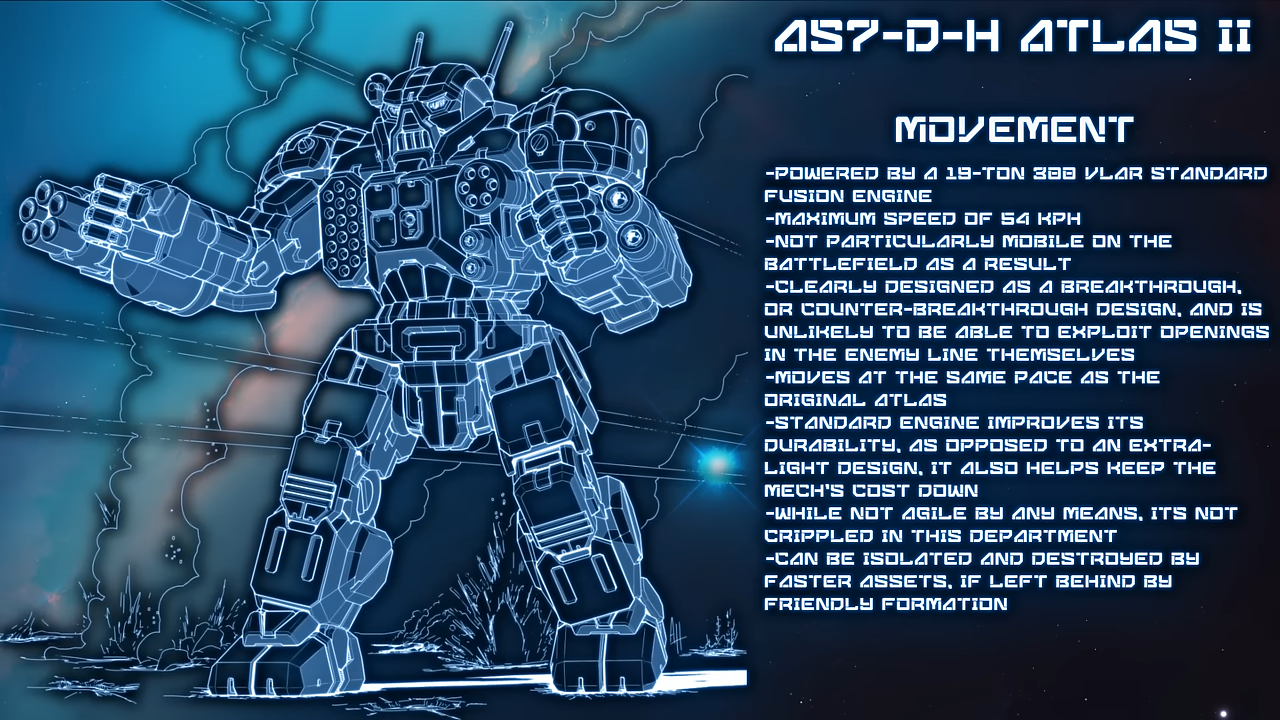 AS7-D-H ATLAS II
MOVEMENT
-POWERED BY A 19-TON 300 VLAR STANDARD
FUSION ENGINE
-MAXIMUM SPEED OF 54 KPH
-NOT PARTICULARLY MOBILE ON THE
BATTLEFIELD AS A RESULT
-CLEARLY DESIGNED AS A BREAKTHROUGH,
OR COUNTER-BREAKTHROUGH DESIGN, AND IS
UNLIKELY TO BE ABLE TO EXPLOIT OPENINGS
IN THE ENEMY LINE THEMSELVES
-MOVES AT THE SAME PACE AS THE
ORIGINAL ATLAS
-STANDARD ENGINE IMPROVES ITS
DURABILITY, AS OPPOSED TO AN EXTRA-
LIGHT DESIGN, IT ALSO HELPS KEEP THE
MECH'S COST DOWN
-WHILE NOT AGILE BY ANY MEANS, ITS NOT
CRIPPLED IN THIS DEPARTMENT
-CAN BE ISOLATED AND DESTROYED BY
FASTER ASSETS, IF LEFT BEHIND BY
FRIENDLY FORMATION